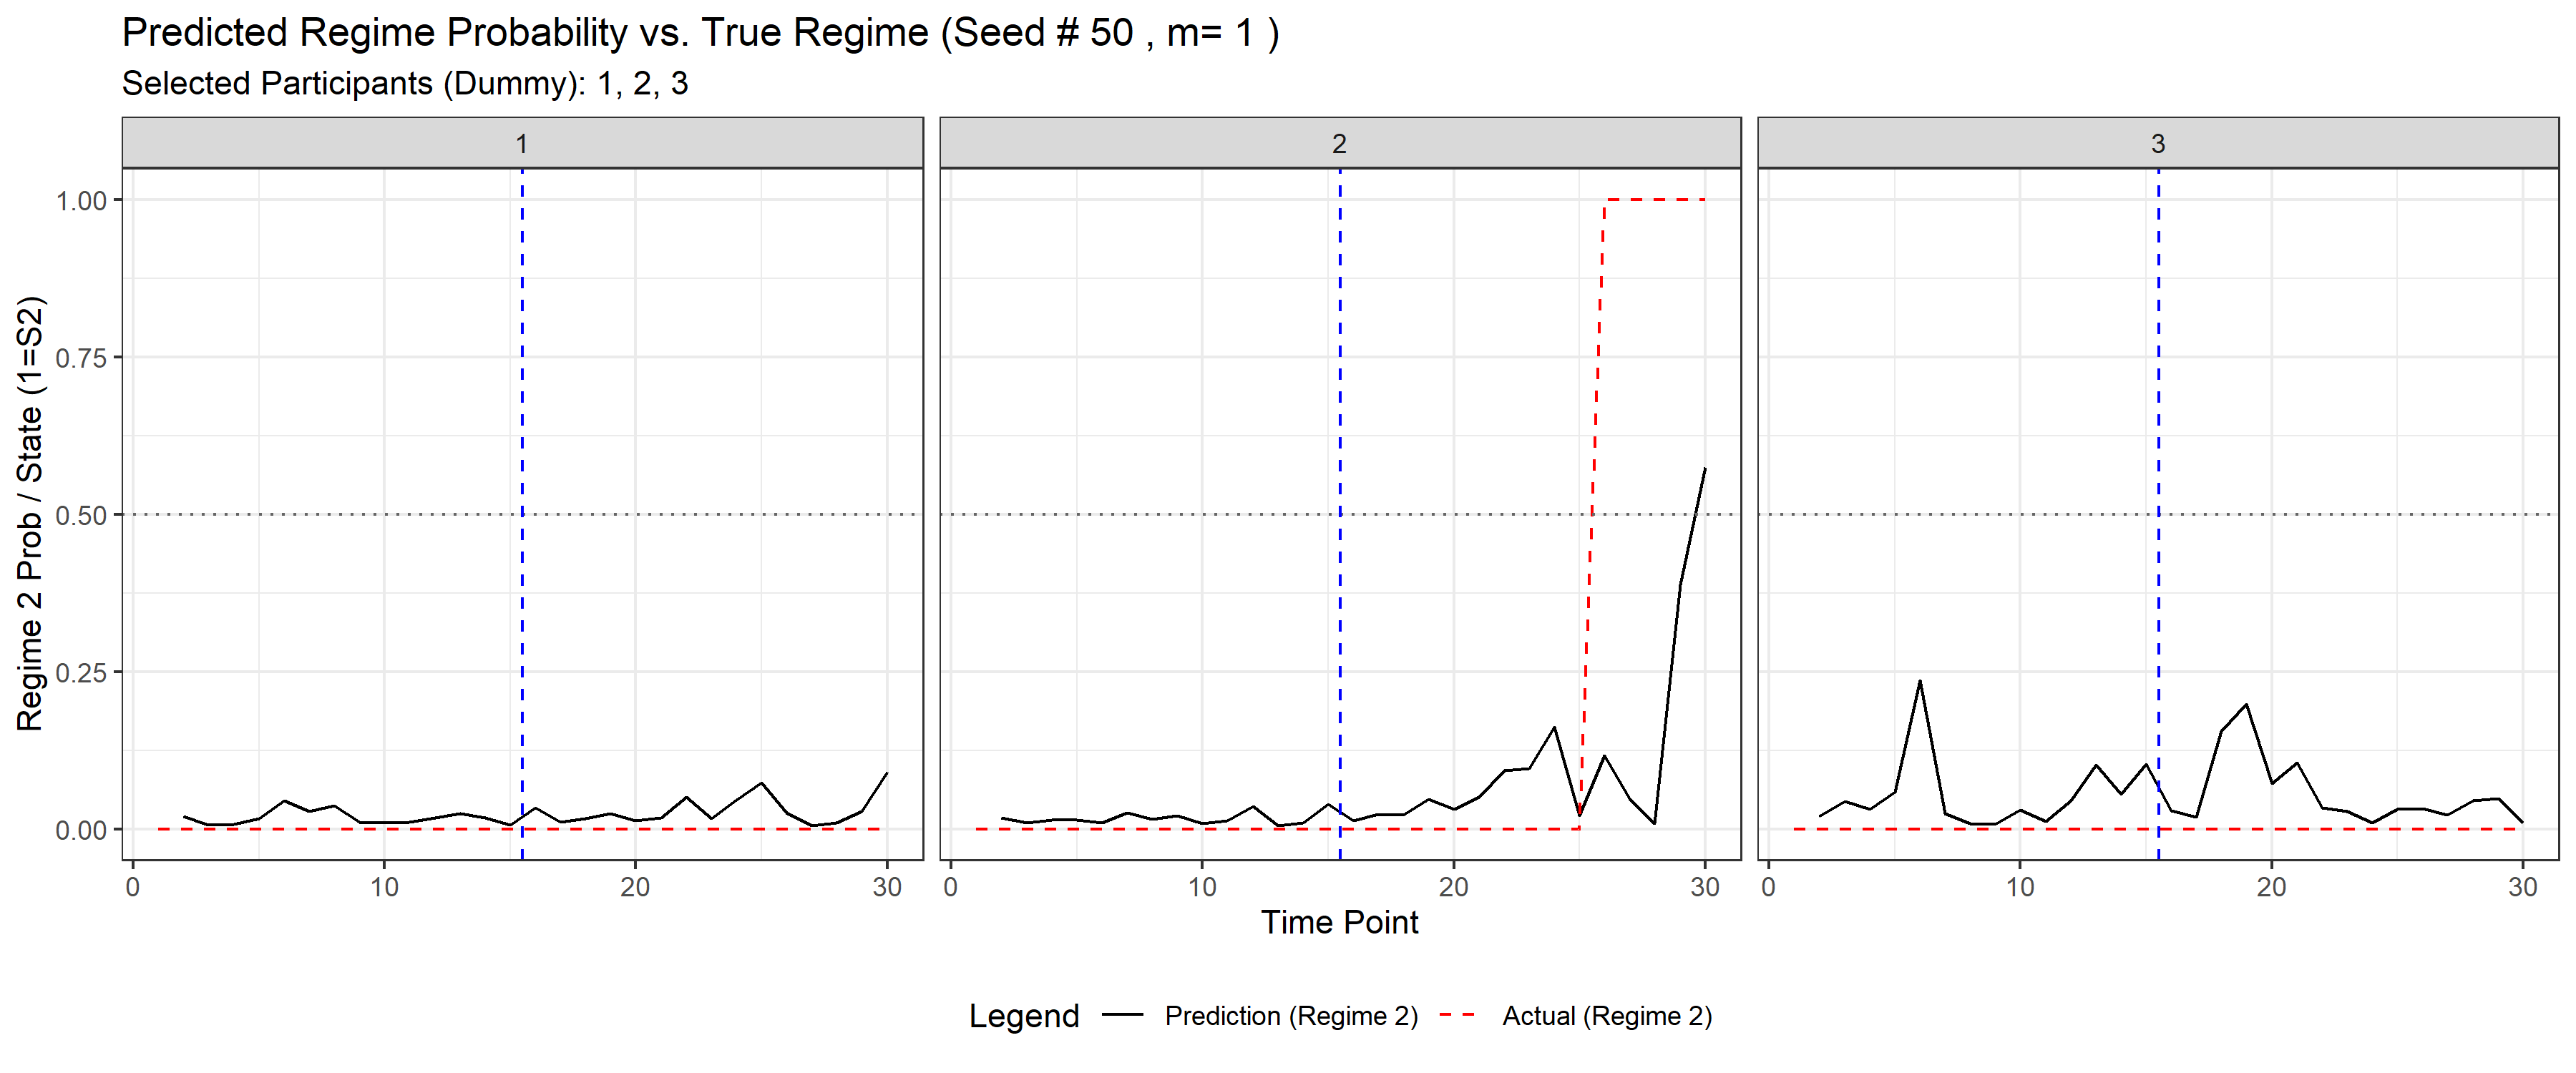 Predicted Regime Probability vs. True Regime (Seed # 50 , m= 1 )
Selected Participants (Dummy): 1, 2, 3
1 2 3
Regime 2 Prob / State (1=S2)
1.00
0.75
0.50
0.25
0.00
0 10 20 30 0 10 20 30 0 10 20 30
Time Point
Legend Prediction (Regime 2) Actual (Regime 2)